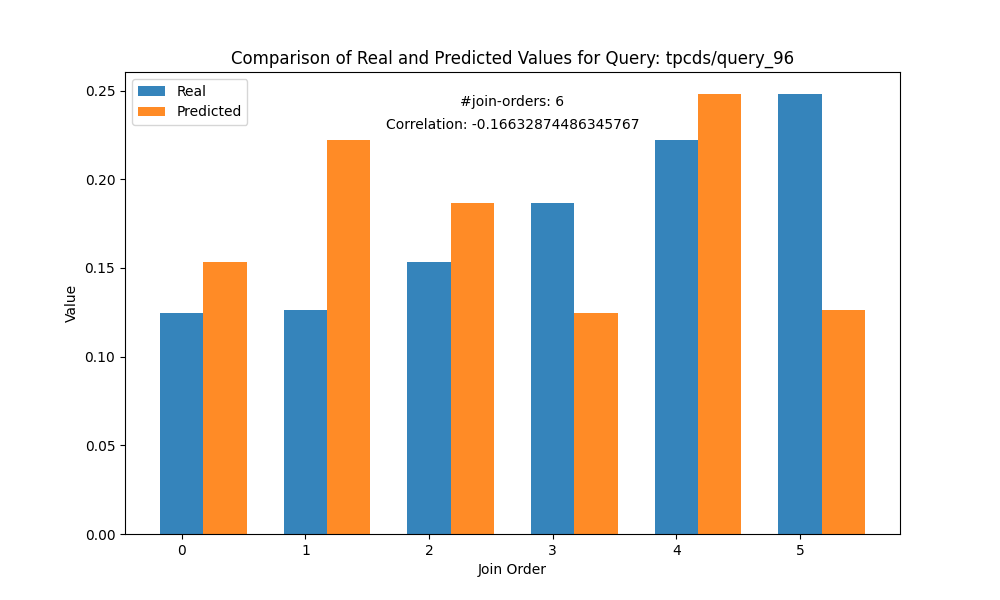 Comparison of Real and Predicted Values for Query: tpcds/query_96
Real
Predicted
#join-orders: 6
Correlation: -0.16632874486345767
0.25
0.20
0.15
0.10
0.05
0.00
Value
0 1 2 3 4 5
Join Order